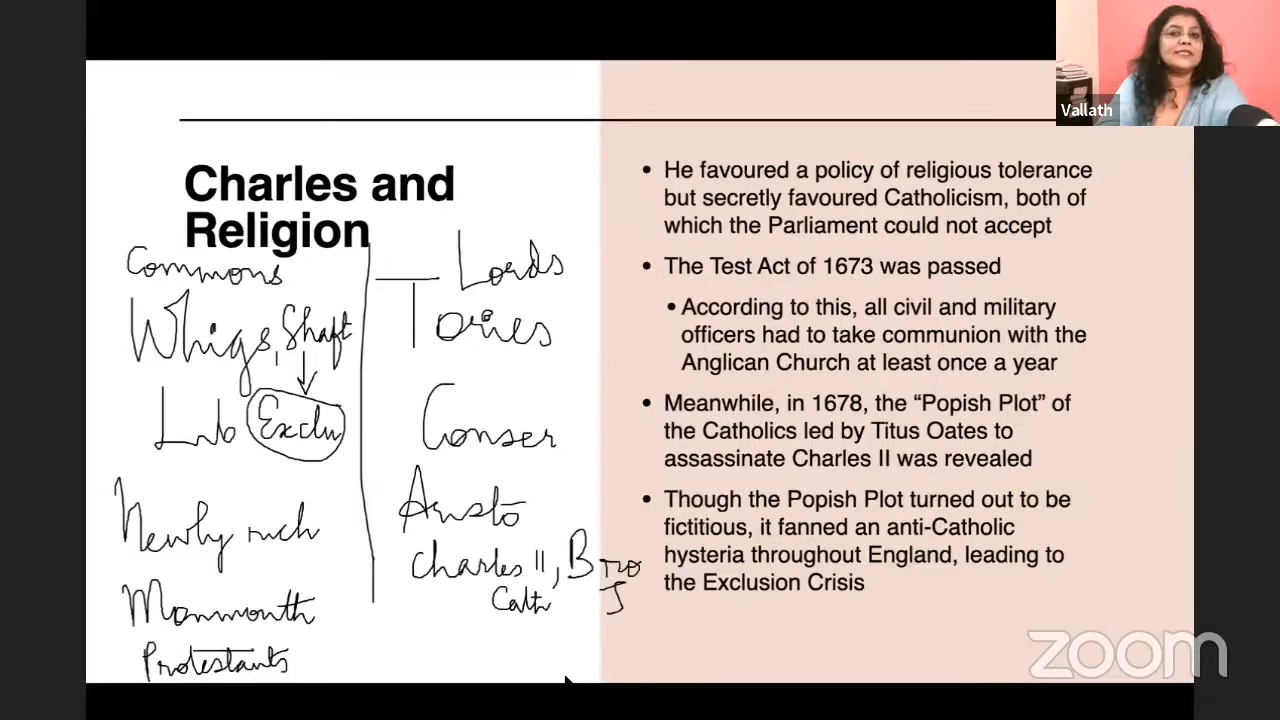 Vallath
Charles and
Religion
Commons
Whigs, Shaft
Lab Exclu
Newly rich
Monmouth
Protestants
Lords
Tories
Conser
Aristo
Charles II, Bro
Cath J
• He favoured a policy of religious tolerance
but secretly favoured Catholicism, both of
which the Parliament could not accept
• The Test Act of 1673 was passed
• According to this, all civil and military
officers had to take communion with the
Anglican Church at least once a year
• Meanwhile, in 1678, the “Popish Plot” of
the Catholics led by Titus Oates to
assassinate Charles II was revealed
• Though the Popish Plot turned out to be
fictitious, it fanned an anti-Catholic
hysteria throughout England, leading to
the Exclusion Crisis
zoom